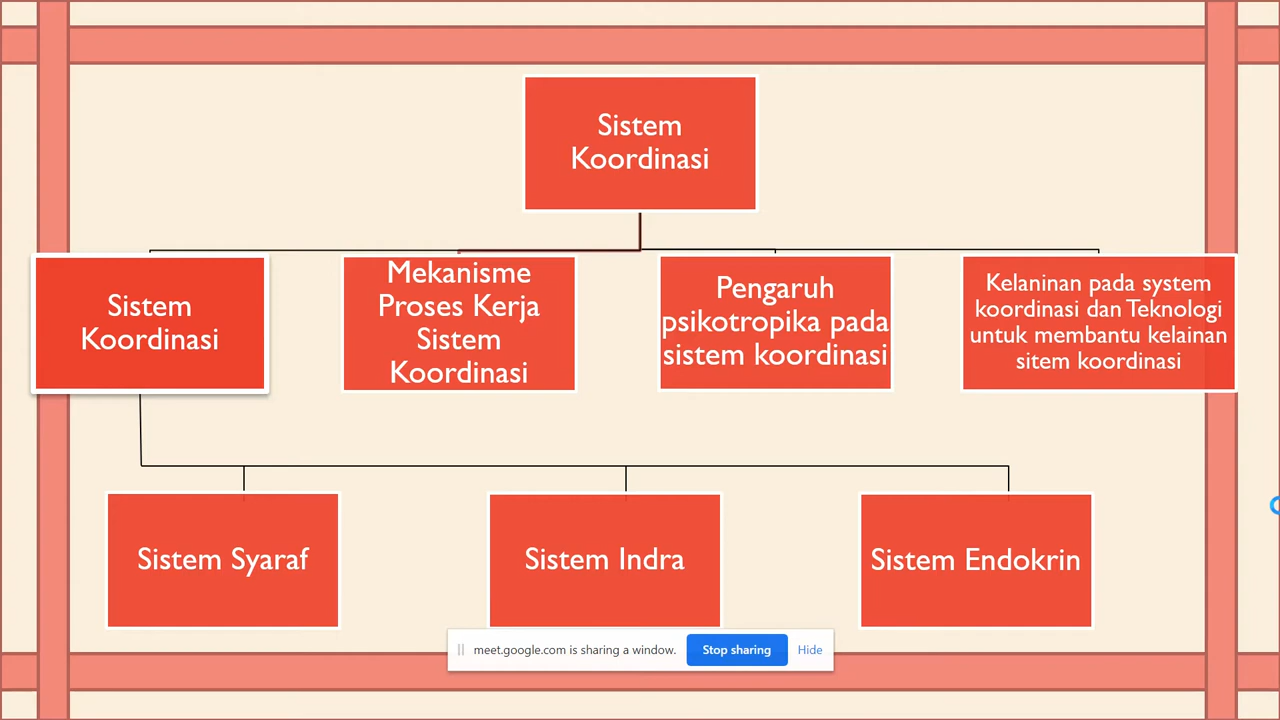 Sistem
Koordinasi
Sistem
Koordinasi
Mekanisme
Proses Kerja
Sistem
Koordinasi
Pengaruh
psikotropika pada
sistem koordinasi
Kelaninan pada system
koordinasi dan Teknologi
untuk membantu kelainan
sitem koordinasi
Sistem Syaraf
Sistem Indra
Sistem Endokrin
meet.google.com is sharing a window.
Stop sharing
Hide